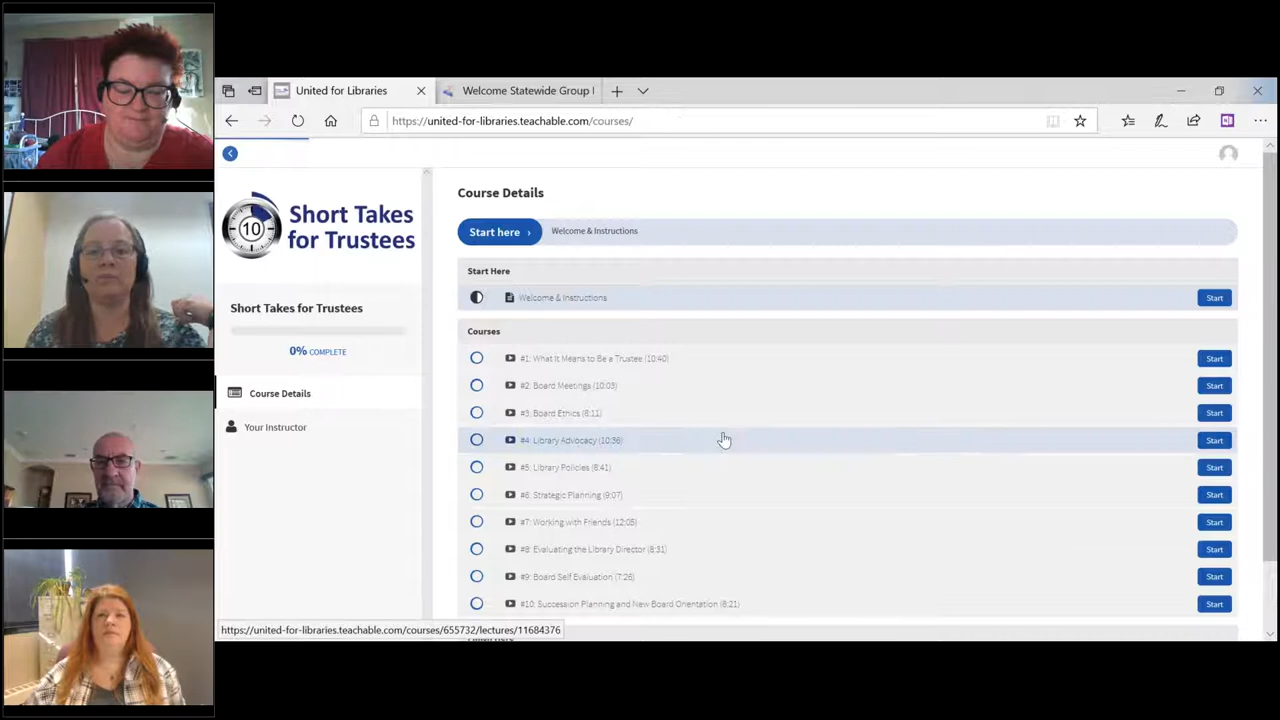 United for Libraries
Welcome Statewide Group I
https://united-for-libraries.teachable.com/courses/
10
Short Takes
for Trustees
Short Takes for Trustees
0% COMPLETE
Course Details
Your Instructor
Course Details
Start here ›
Welcome & Instructions
Start Here
Welcome & Instructions
Start
Courses
#1: What It Means to Be a Trustee (10:40)
Start
#2: Board Meetings (10:03)
Start
#3: Board Ethics (8:11)
Start
#4: Library Advocacy (10:36)
Start
#5: Library Policies (8:41)
Start
#6: Strategic Planning (9:07)
Start
#7: Working with Friends (12:05)
Start
#8: Evaluating the Library Director (8:31)
Start
#9: Board Self Evaluation (7:26)
Start
#10: Succession Planning and New Board Orientation (8:21)
Start
https://united-for-libraries.teachable.com/courses/655732/lectures/11684376